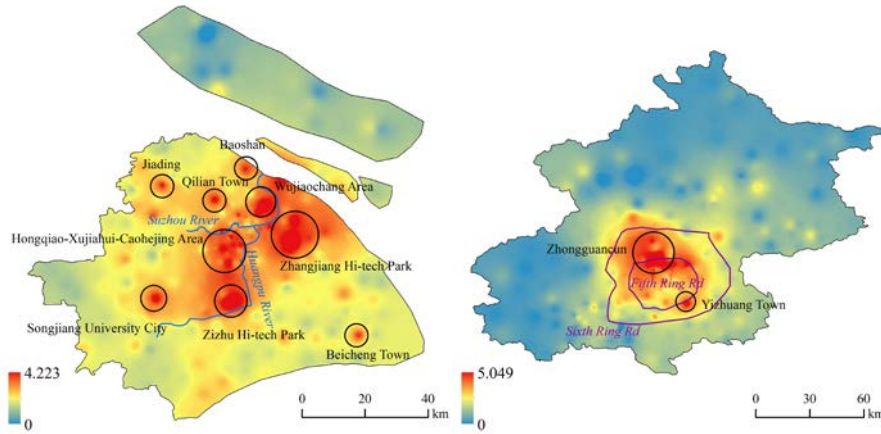 Baoshan
Jiading
Qilian Town
Wujiaochang Area
Suzhou River
Hongqiao-Xujiahui-Caohejing Area
Zhangjiang Hi-tech Park
Huangpu River
Songjiang University City
Zizhu Hi-tech Park
Beicheng Town
4.223
0
0 20 40
km
Zhongguancun
Fifth Ring Rd
Yizhuang Town
Sixth Ring Rd
5.049
0
0 30 60
km